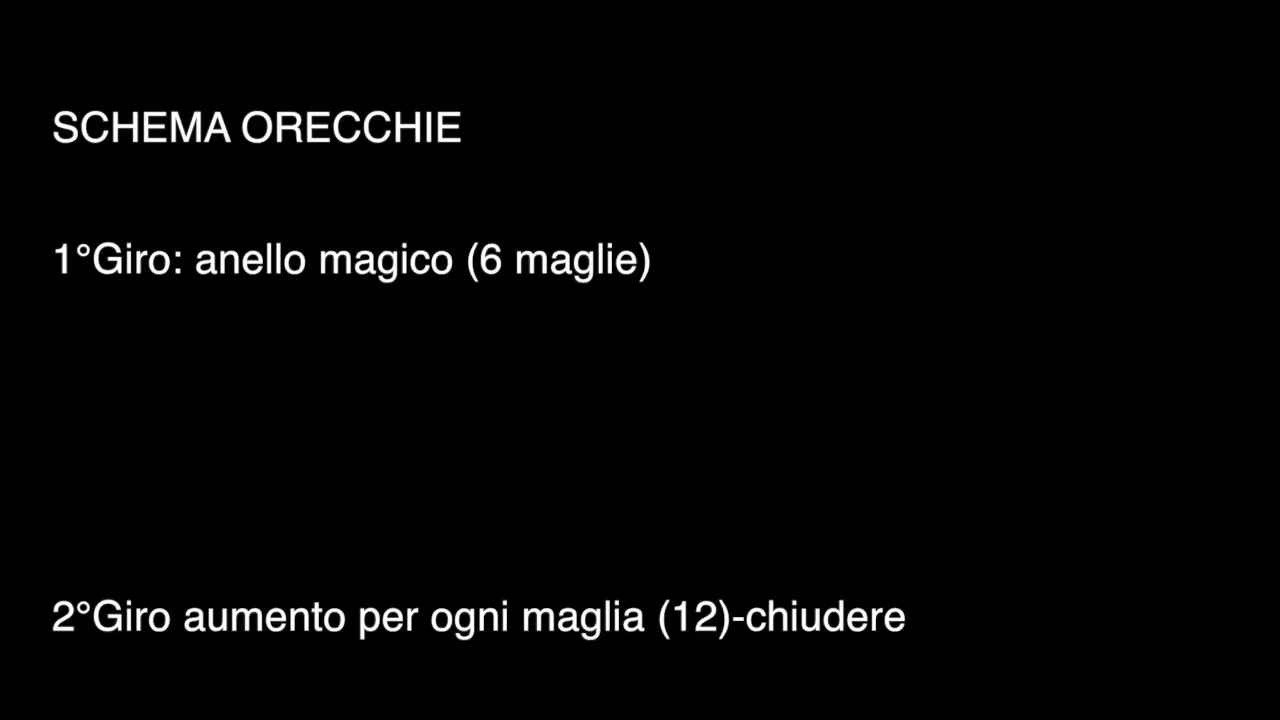 SCHEMA ORECCHIE
1°Giro: anello magico (6 maglie)
2°Giro aumento per ogni maglia (12)-chiudere